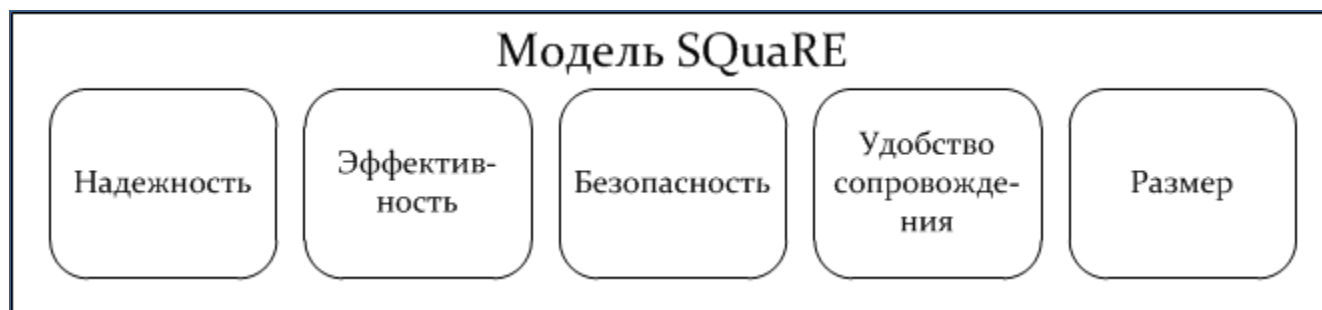 Модель SQuaRE
Надежность
Эффектив-
ность
Безопасность
Удобство
сопровожде-
ния
Размер